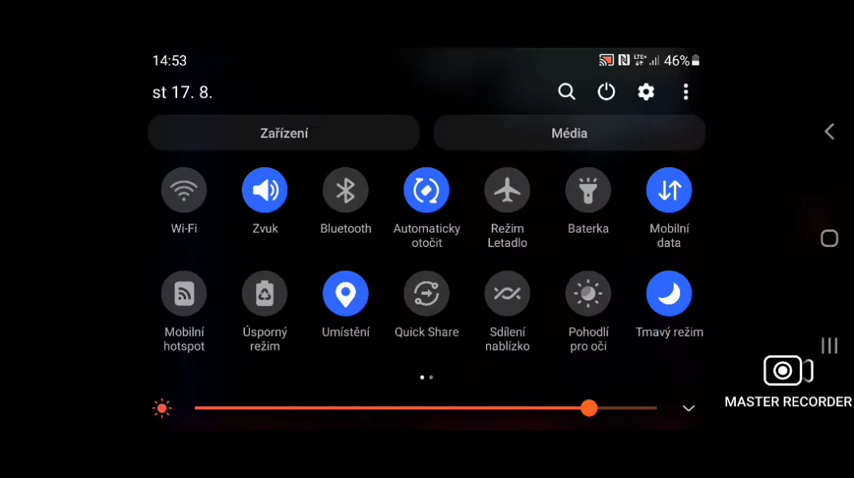 14:53
LTE+ 46%
st 17. 8.
Zařízení Média
Wi-Fi Zvuk Bluetooth Automaticky otočit Režim Letadlo Baterka Mobilní data
Mobilní hotspot Úsporný režim Umístění Quick Share Sdílení nablízko Pohodlí pro oči Tmavý režim
MASTER RECORDER